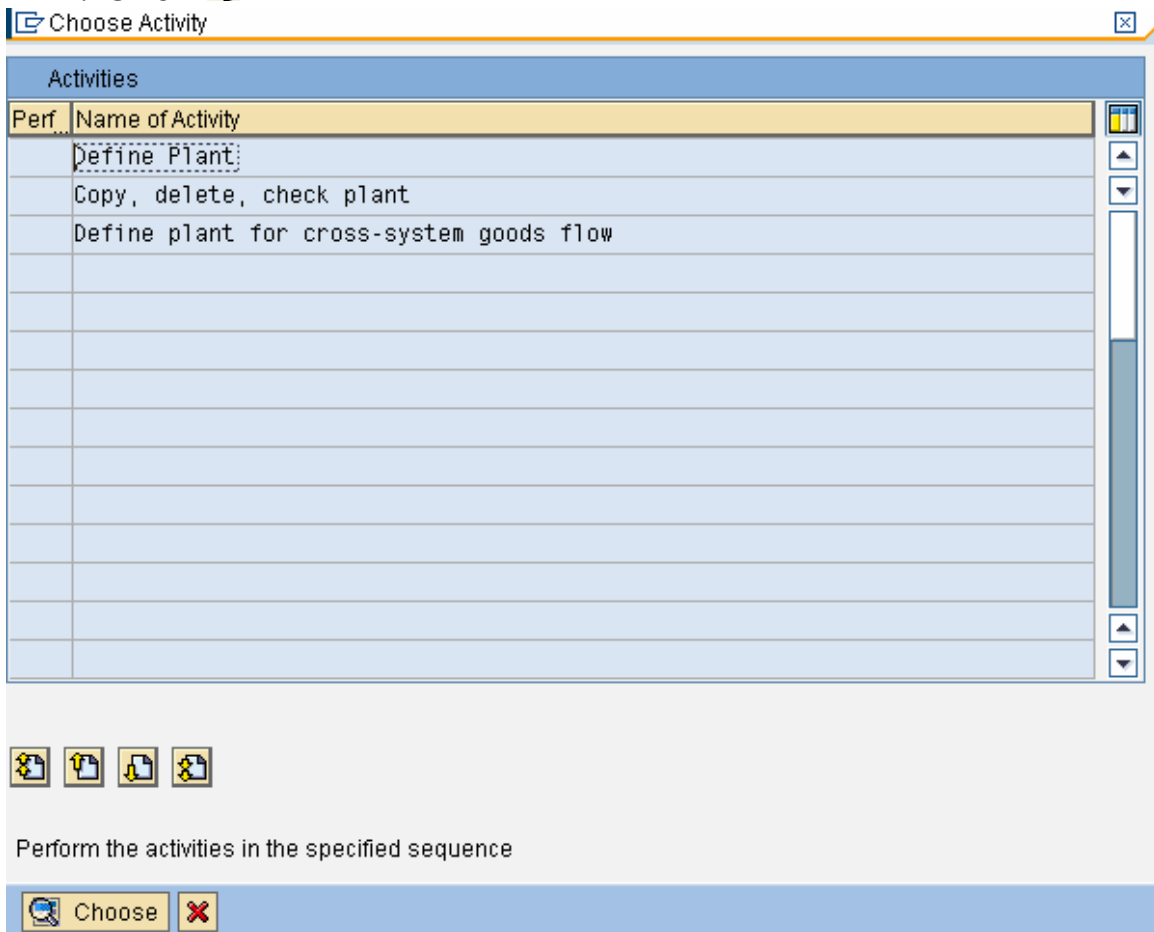 Choose Activity
Activities
Perf... Name of Activity
Define Plant
Copy, delete, check plant
Define plant for cross-system goods flow
Perform the activities in the specified sequence
Choose